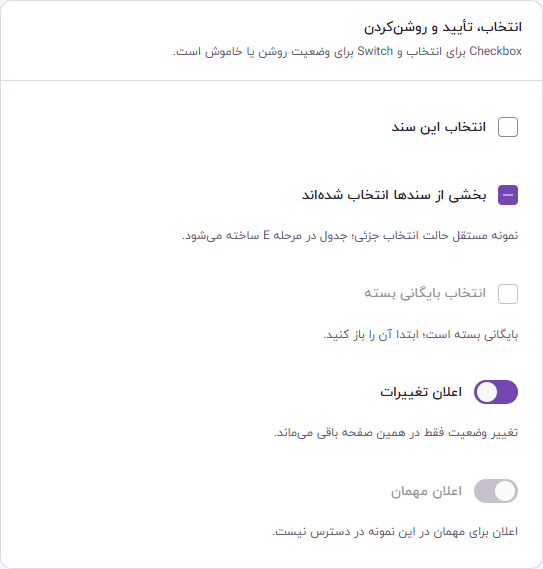 انتخاب، تأیید و روشن‌کردن
Checkbox برای انتخاب و Switch برای وضعیت روشن یا خاموش است.
انتخاب این سند
بخشی از سندها انتخاب شده‌اند
نمونه مستقل حالت انتخاب جزئی؛ جدول در مرحله E ساخته می‌شود.
انتخاب بایگانی بسته
بایگانی بسته است؛ ابتدا آن را باز کنید.
اعلان تغییرات
تغییر وضعیت فقط در همین صفحه باقی می‌ماند.
اعلان مهمان
اعلان برای مهمان در این نمونه در دسترس نیست.